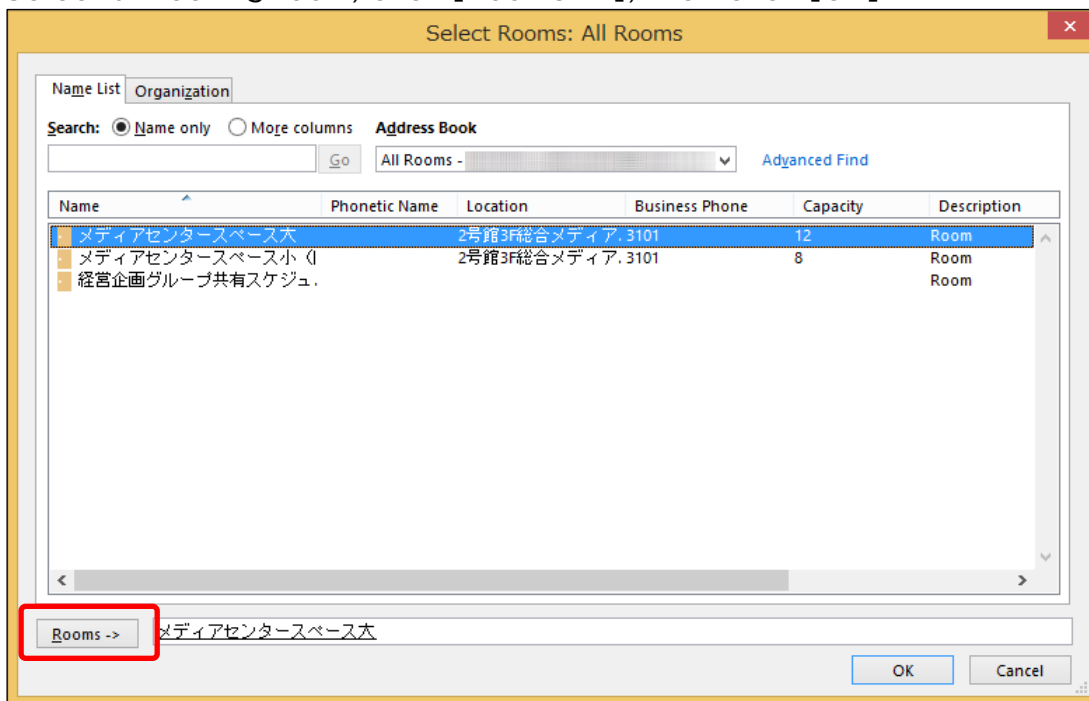 Select Rooms: All Rooms
Name List Organization
Search: Name only More columns Address Book
Go All Rooms - Advanced Find
Name Phonetic Name Location Business Phone Capacity Description
メディアセンタースペース大 2号館3F総合メディア. 3101 12 Room
メディアセンタースペース小 2号館3F総合メディア. 3101 8 Room
経営企画グループ共有スケジュ. Room
Rooms -> メディアセンタースペース大
OK Cancel